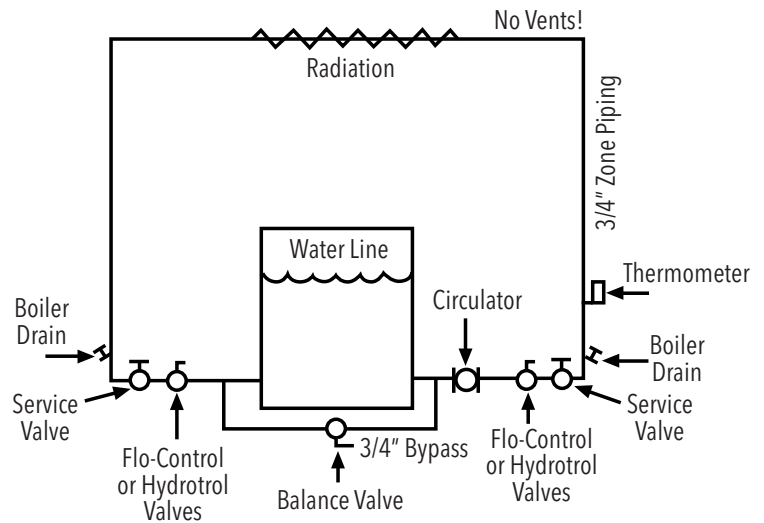 No Vents!
Radiation
3/4" Zone Piping
Water Line
Thermometer
Circulator
Boiler
Drain
Boiler
Drain
Service
Valve
Service
Valve
3/4" Bypass
Flo-Control
or Hydrotrol
Valves
Flo-Control
or Hydrotrol
Valves
Balance Valve